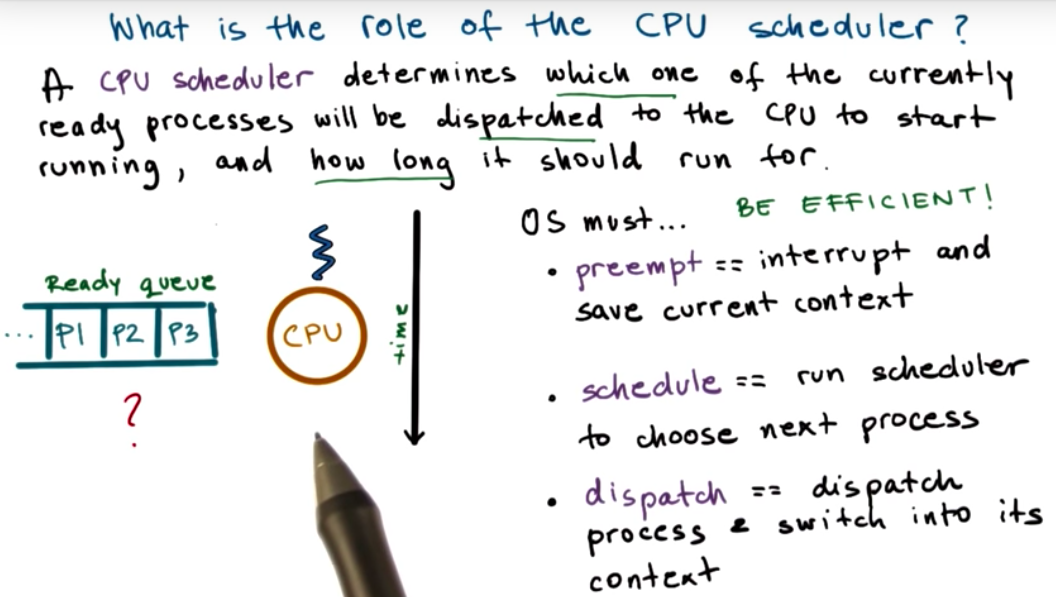 What is the role of the CPU scheduler?
A CPU scheduler determines which one of the currently
ready processes will be dispatched to the CPU to start
running, and how long it should run for.
OS must... BE EFFICIENT!
• preempt == interrupt and
save current context
Ready queue
... P1 P2 P3
CPU
time
?
• schedule == run scheduler
to choose next process
• dispatch == dispatch
process & switch into its
context